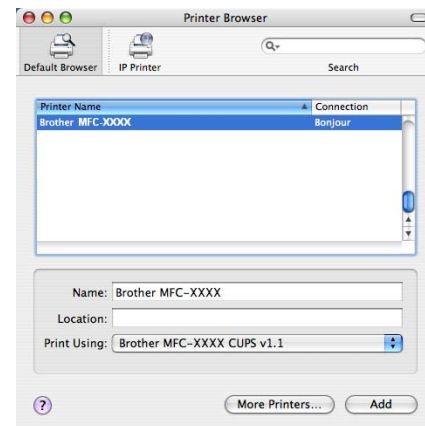 Printer Browser
Default Browser IP Printer Search
Printer Name Connection
Brother MFC-XXXX Bonjour
Name: Brother MFC-XXXX
Location:
Print Using: Brother MFC-XXXX CUPS v1.1
? More Printers... Add